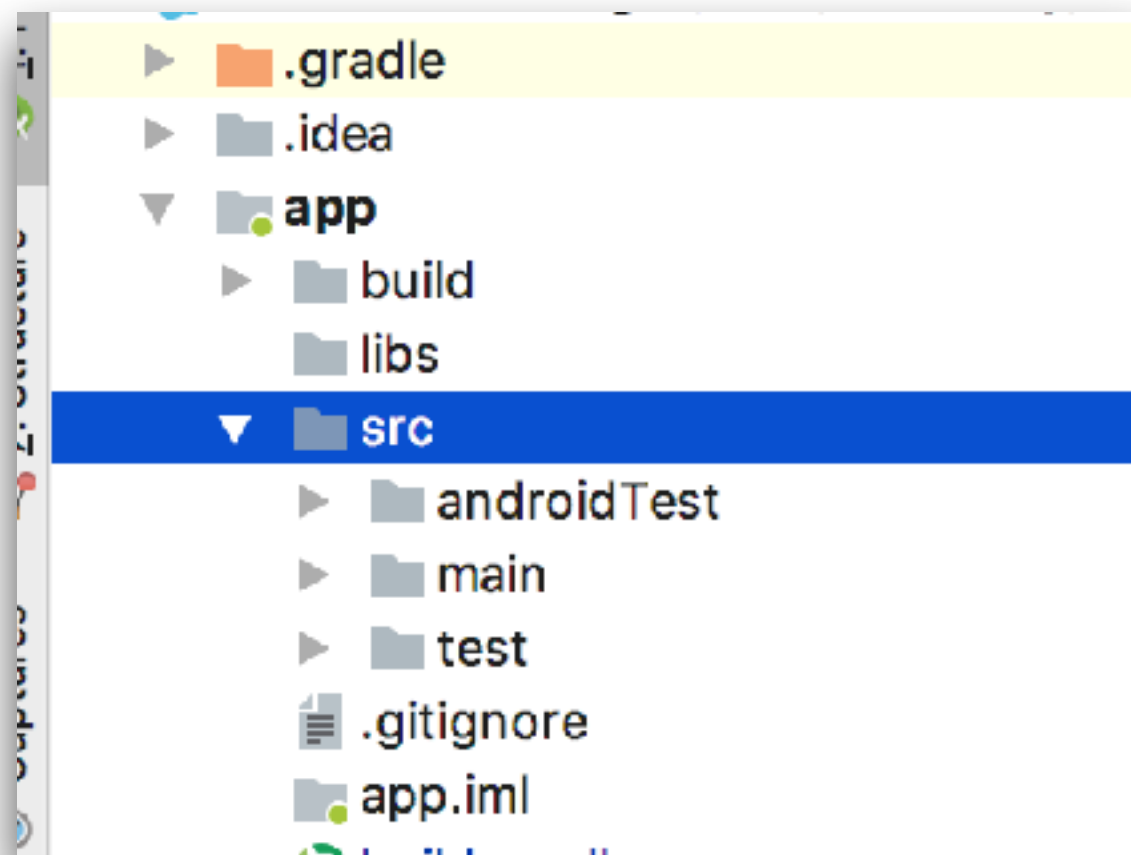 .gradle
.idea
app
build
libs
src
androidTest
main
test
.gitignore
app.iml